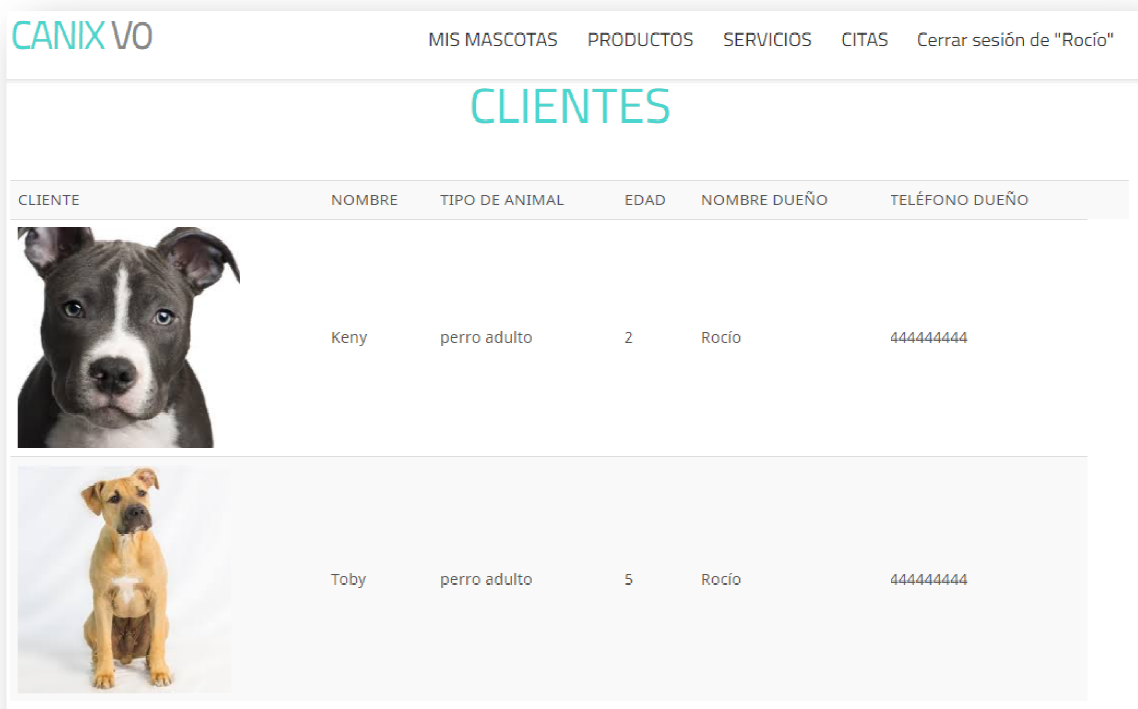 CANIX VO
MIS MASCOTAS PRODUCTOS SERVICIOS CITAS Cerrar sesión de "Rocío"
CLIENTES
CLIENTE NOMBRE TIPO DE ANIMAL EDAD NOMBRE DUEÑO TELÉFONO DUEÑO
Keny perro adulto 2 Rocío 444444444
Toby perro adulto 5 Rocío 444444444